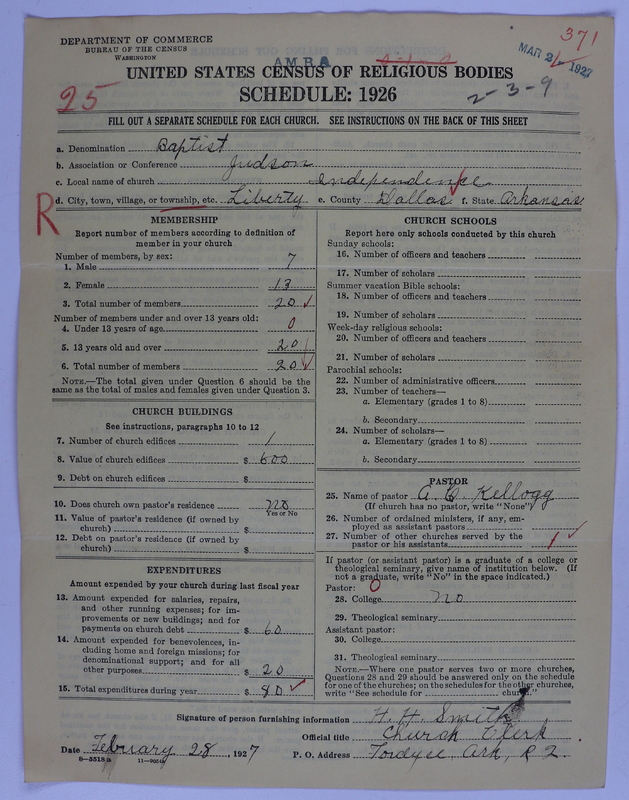 DEPARTMENT OF COMMERCE
BUREAU OF THE CENSUS
WASHINGTON
371
MAR 2 1927
AMBA
UNITED STATES CENSUS OF RELIGIOUS BODIES
25
SCHEDULE: 1926
2-3-9
FILL OUT A SEPARATE SCHEDULE FOR EACH CHURCH. SEE INSTRUCTIONS ON THE BACK OF THIS SHEET
a. Denomination Baptist
b. Association or Conference Judson
c. Local name of church independence
R
d. City, town, village, or township, etc. Liberty e. County Dallas f. State Arkansas
MEMBERSHIP
Report number of members according to definition of
member in your church
Number of members, by sex:
1. Male 7
2. Female 13
3. Total number of members 20
Number of members under and over 13 years old:
4. Under 13 years of age 0
5. 13 years old and over 20
6. Total number of members 20
NOTE.—The total given under Question 6 should be the
same as the total of males and females given under Question 3.
CHURCH BUILDINGS
See instructions, paragraphs 10 to 12
7. Number of church edifices 1
8. Value of church edifices $ 600
9. Debt on church edifices $
10. Does church own pastor's residence no
Yes or No
11. Value of pastor's residence (if owned by
church) $
12. Debt on pastor's residence (if owned by
church) $
EXPENDITURES
Amount expended by your church during last fiscal year
13. Amount expended for salaries, repairs,
and other running expenses; for im-
provements or new buildings; and for
payments on church debt $ 60
14. Amount expended for benevolences, in-
cluding home and foreign missions; for
denominational support; and for all
other purposes $ 20
15. Total expenditures during year $ 80
CHURCH SCHOOLS
Report here only schools conducted by this church
Sunday schools:
16. Number of officers and teachers
17. Number of scholars
Summer vacation Bible schools:
18. Number of officers and teachers
19. Number of scholars
Week-day religious schools:
20. Number of officers and teachers
21. Number of scholars
Parochial schools:
22. Number of administrative officers
23. Number of teachers—
a. Elementary (grades 1 to 8)
b. Secondary
24. Number of scholars—
a. Elementary (grades 1 to 8)
b. Secondary
PASTOR
25. Name of pastor Kellogg
(If church has no pastor, write "None")
26. Number of ordained ministers, if any, em-
ployed as assistant pastors
27. Number of other churches served by the
pastor or his assistants 1
If pastor (or assistant pastor) is a graduate of a college or
theological seminary, give name of institution below. (If
not a graduate, write "No" in the space indicated.)
Pastor: 0
28. College no
29. Theological seminary
Assistant pastor:
30. College
31. Theological seminary
NOTE.—Where one pastor serves two or more churches,
Questions 28 and 29 should be answered only on the schedule
for one of the churches; on the schedules for the other churches,
write "See schedule for church."
Signature of person furnishing information H. H. Smith
Official title Church Clerk
Date February 28, 1927 P. O. Address Fordyce Ark, R 2.
8-5518a